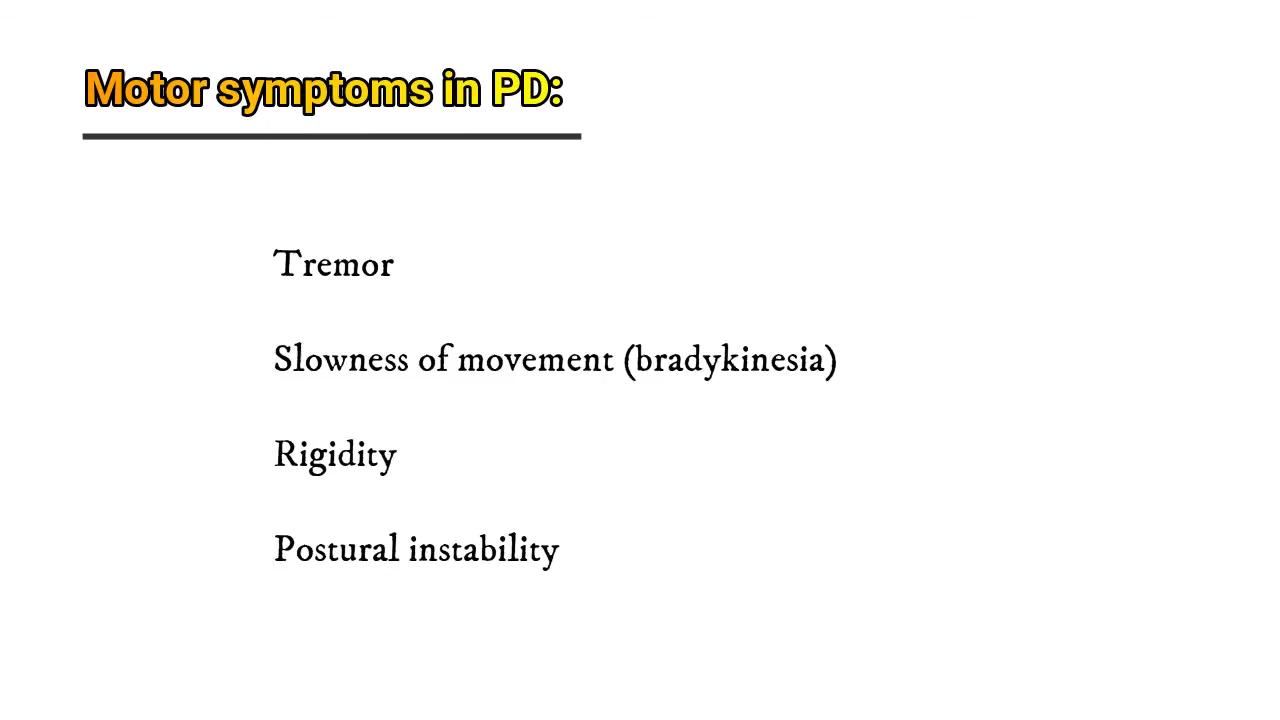 Motor symptoms in PD:
Tremor
Slowness of movement (bradykinesia)
Rigidity
Postural instability